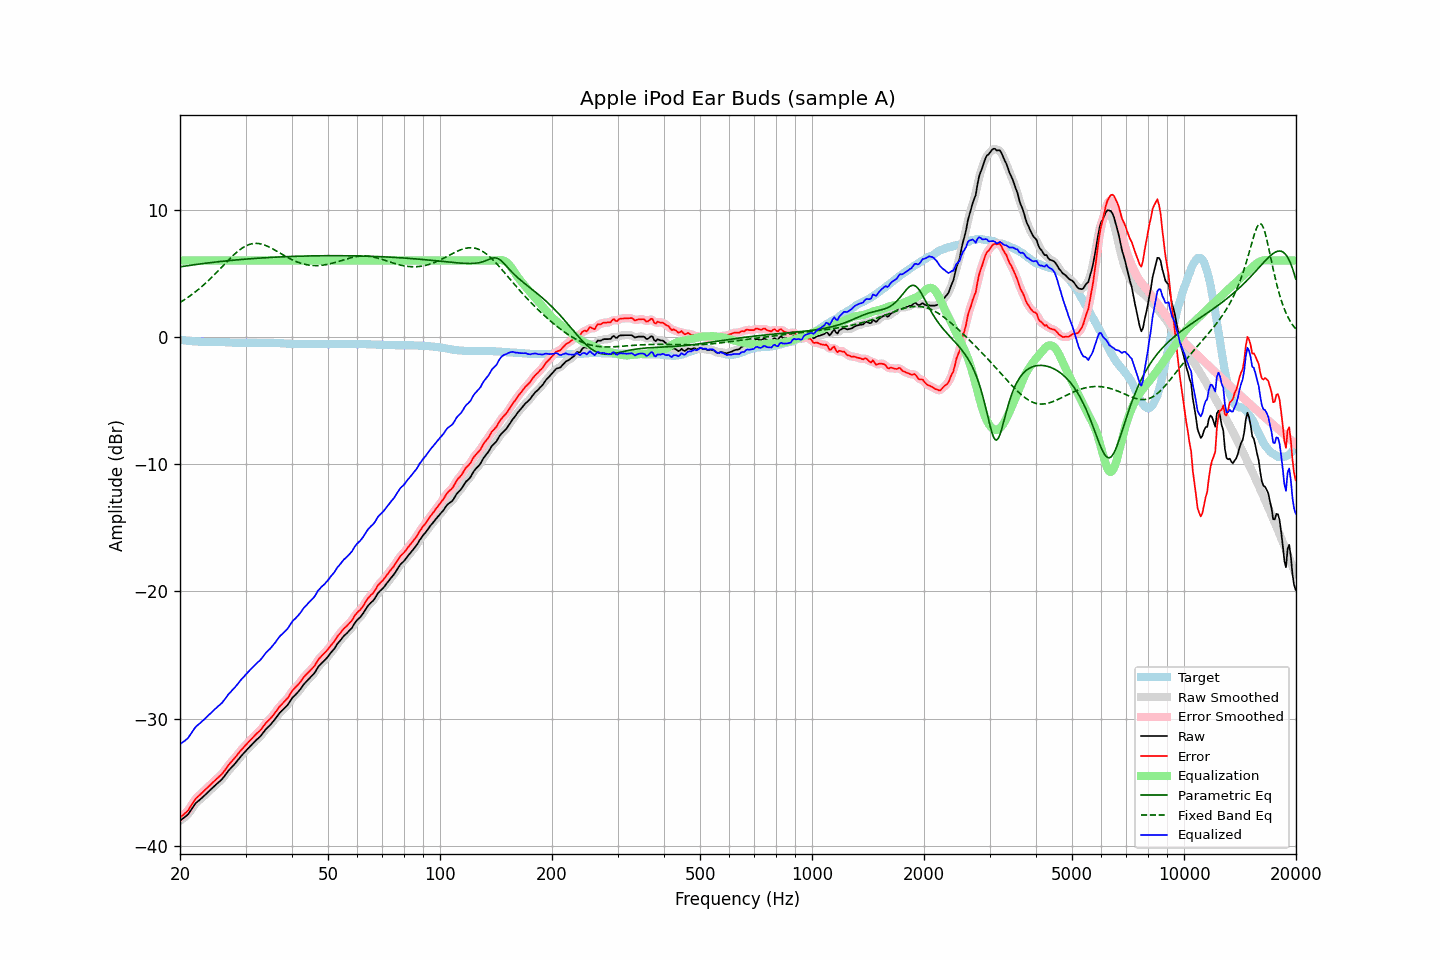 Apple iPod Ear Buds (sample A)
Amplitude (dBr)
10
0
−10
−20
−30
−40
20
50
100
200
500
1000
2000
5000
10000
20000
Frequency (Hz)
Target
Raw Smoothed
Error Smoothed
Raw
Error
Equalization
Parametric Eq
Fixed Band Eq
Equalized